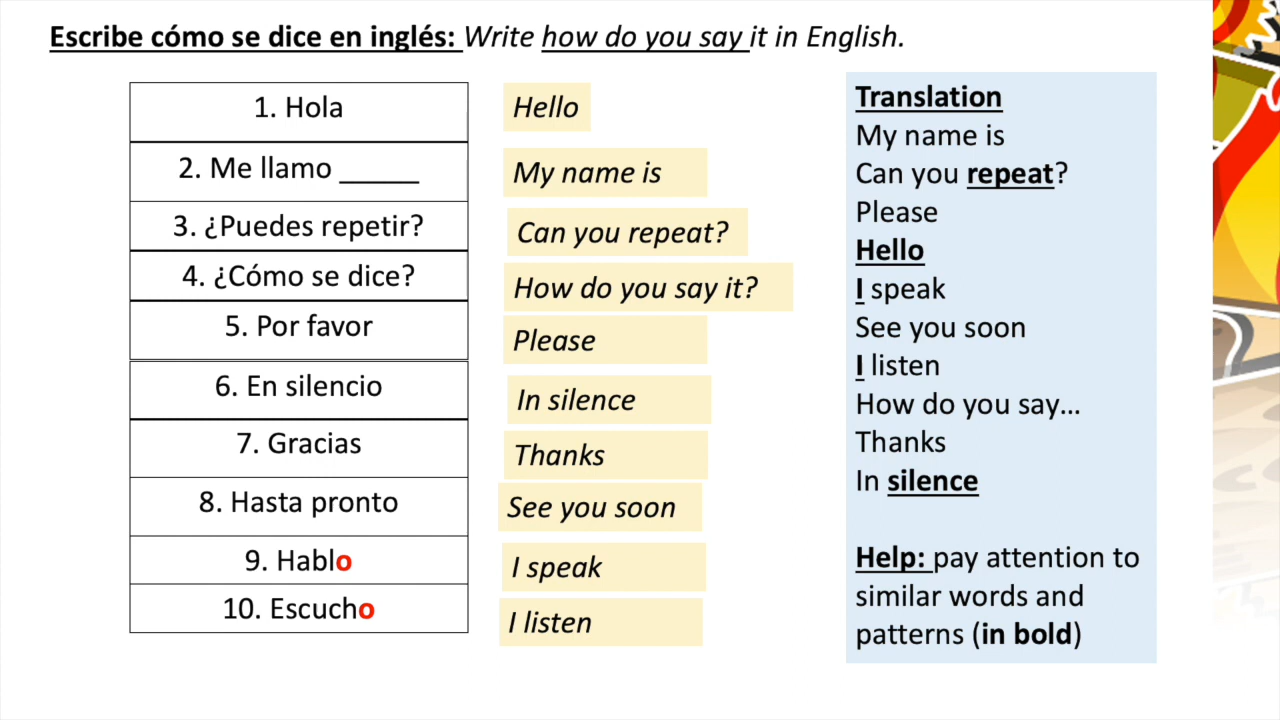 Escribe cómo se dice en inglés: Write how do you say it in English.
1. Hola
Hello
2. Me llamo _____
My name is
3. ¿Puedes repetir?
Can you repeat?
4. ¿Cómo se dice?
How do you say it?
5. Por favor
Please
6. En silencio
In silence
7. Gracias
Thanks
8. Hasta pronto
See you soon
9. Hablo
I speak
10. Escucho
I listen
Translation
My name is
Can you repeat?
Please
Hello
I speak
See you soon
I listen
How do you say...
Thanks
In silence
Help: pay attention to
similar words and
patterns (in bold)